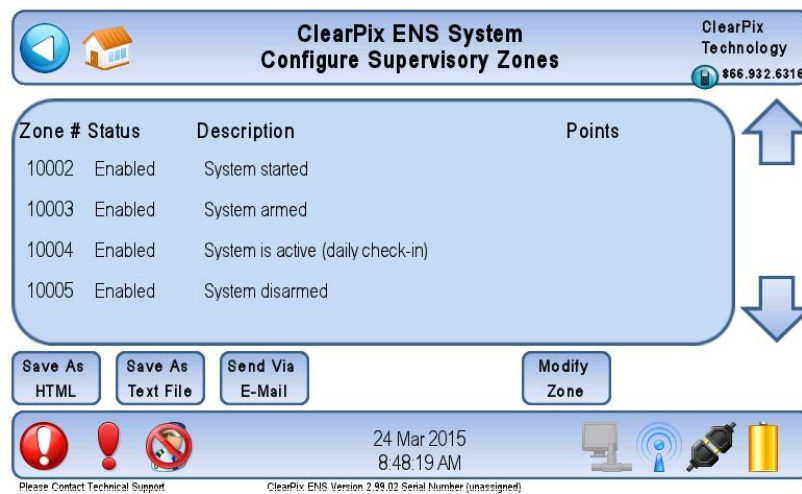 ClearPix ENS System
Configure Supervisory Zones
ClearPix
Technology
866.932.6316
Zone # Status Description Points
10002 Enabled System started
10003 Enabled System armed
10004 Enabled System is active (daily check-in)
10005 Enabled System disarmed
Save As
HTML
Save As
Text File
Send Via
E-Mail
Modify
Zone
24 Mar 2015
8:48:19 AM
Please Contact Technical Support
ClearPix ENS Version 2.99.02 Serial Number (unassigned)